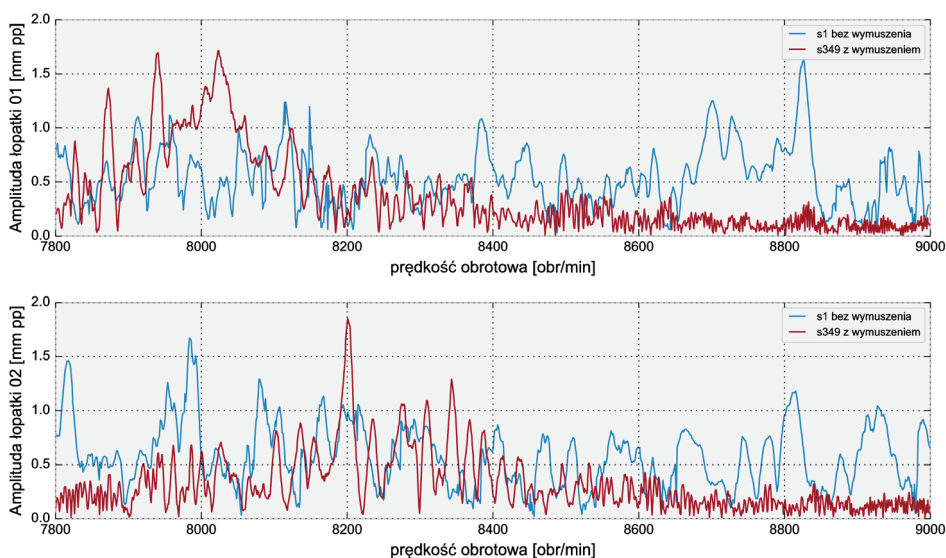 Amplituda łopatki 01 [mm pp]
2.0
1.5
1.0
0.5
0.0
s1 bez wymuszenia
s349 z wymuszeniem
7800 8000 8200 8400 8600 8800 9000
prędkość obrotowa [obr/min]
Amplituda łopatki 02 [mm pp]
2.0
1.5
1.0
0.5
0.0
s1 bez wymuszenia
s349 z wymuszeniem
7800 8000 8200 8400 8600 8800 9000
prędkość obrotowa [obr/min]